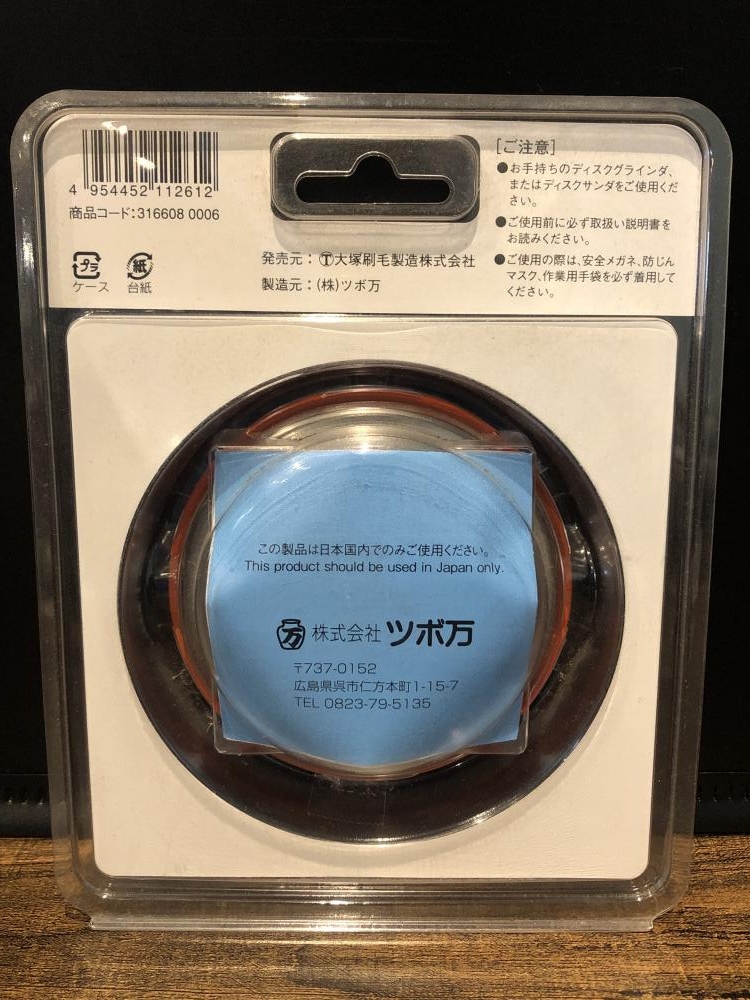 4 954452 112612
商品コード:316608 0006
プラ
ケース
紙
台紙
発売元:Ⓣ大塚刷毛製造株式会社
製造元:(株)ツボ万
[ご注意]
●お手持ちのディスクグラインダ、
またはディスクサンダをご使用くだ
さい。
●ご使用前に必ず取扱い説明書を
お読みください。
●ご使用の際は、安全メガネ、防じん
マスク、作業用手袋を必ず着用して
ください。
この製品は日本国内でのみご使用ください。
This product should be used in Japan only.
万 株式会社 ツボ万
〒737-0152
広島県呉市仁方本町1-15-7
TEL 0823-79-5135